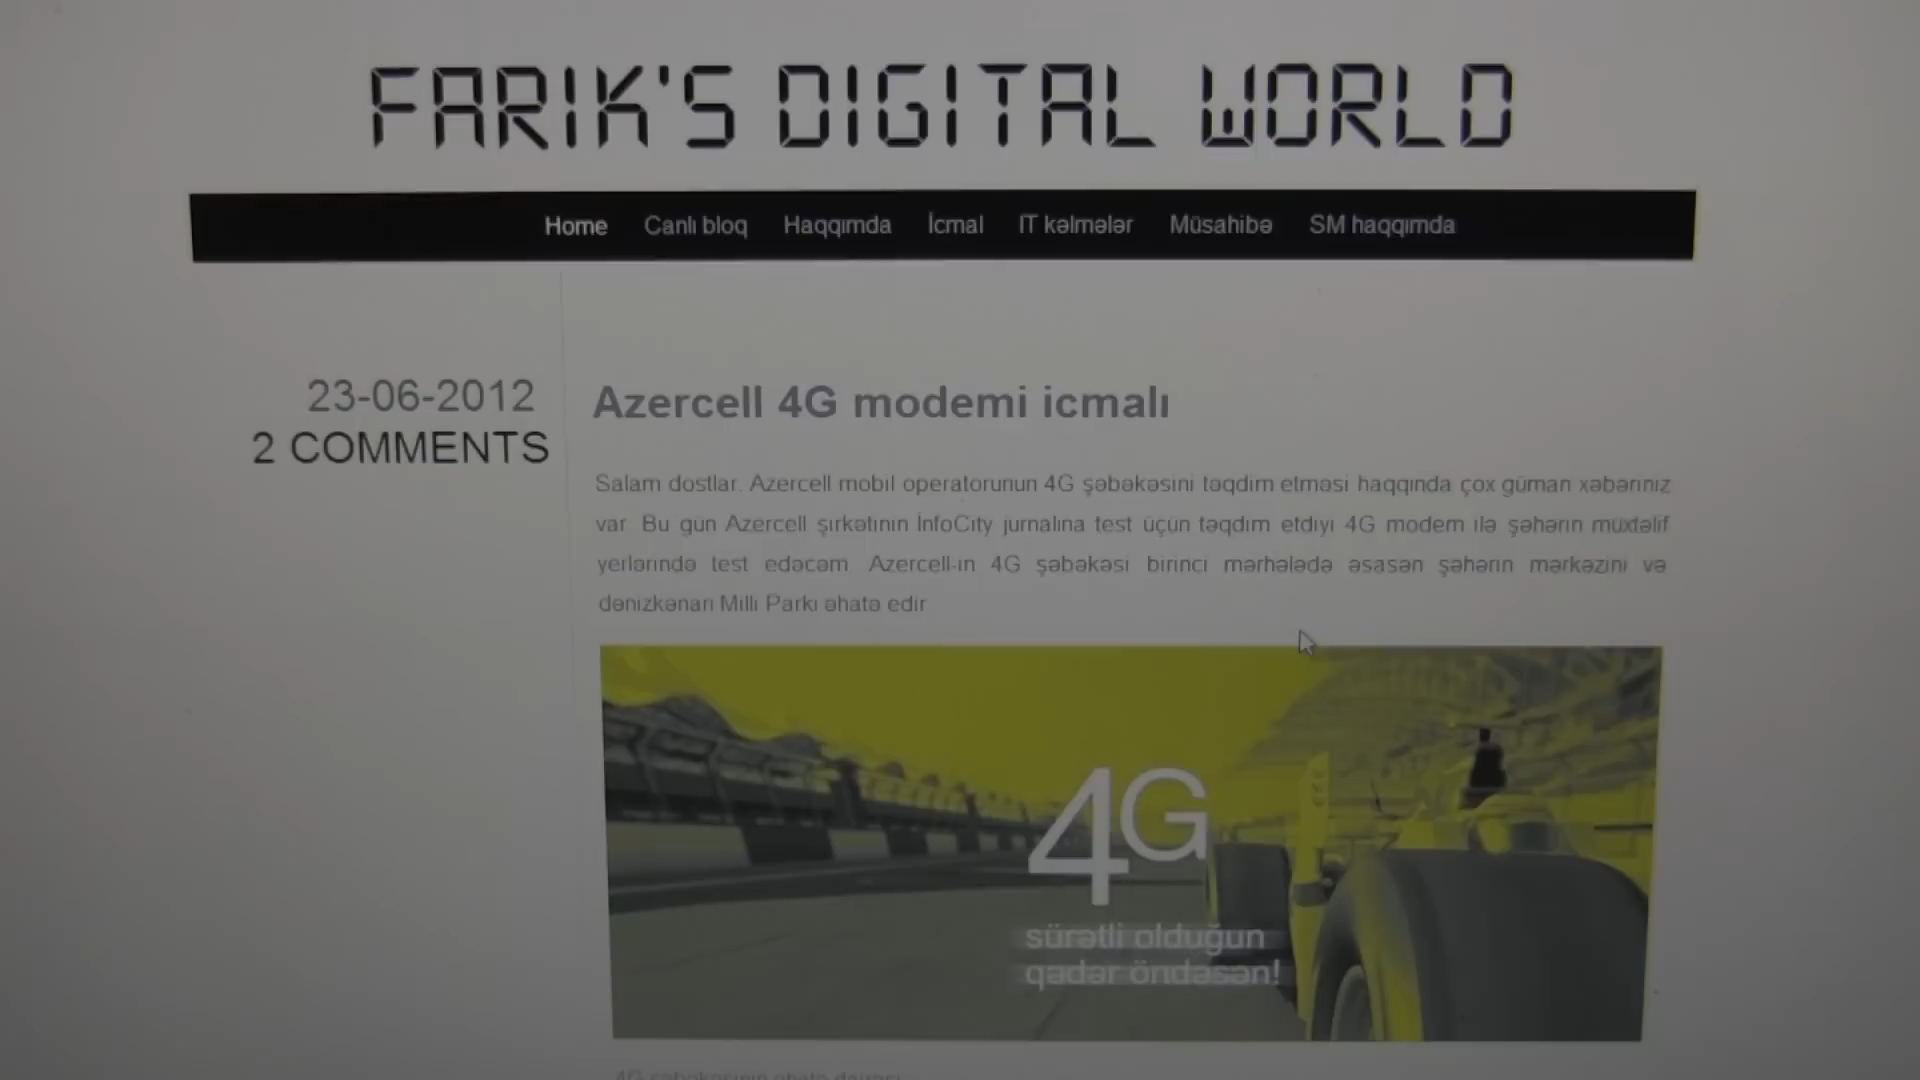 FARIK'S DIGITAL WORLD
Home Canlı bloq Haqqımda İcmal IT kəlmələr Müsahibə SM haqqımda
23-06-2012
2 COMMENTS
Azercell 4G modemi icmalı
Salam dostlar. Azercell mobil operatorunun 4G şəbəkəsini təqdim etməsi haqqında çox güman xəbəriniz
var. Bu gün Azercell şirkətinin İnfoCity jurnalına test üçün təqdim etdiyi 4G modem ilə şəhərin müxtəlif
yerlərində test edəcəm. Azercell-in 4G şəbəkəsi birinci mərhələdə əsasən şəhərin mərkəzini və
dənizkənarı Milli Parkı əhatə edir
4G
sürətli olduğun
qədər öndəsən!